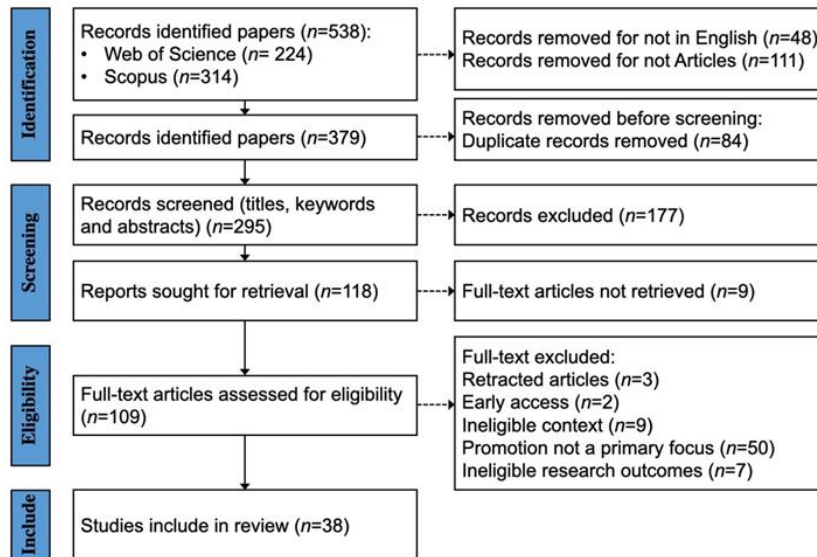 Identification
Records identified papers (n=538):
• Web of Science (n= 224)
• Scopus (n=314)
Records removed for not in English (n=48)
Records removed for not Articles (n=111)
Records identified papers (n=379)
Records removed before screening:
Duplicate records removed (n=84)
Screening
Records screened (titles, keywords
and abstracts) (n=295)
Records excluded (n=177)
Reports sought for retrieval (n=118)
Full-text articles not retrieved (n=9)
Eligibility
Full-text articles assessed for eligibility
(n=109)
Full-text excluded:
Retracted articles (n=3)
Early access (n=2)
Ineligible context (n=9)
Promotion not a primary focus (n=50)
Ineligible research outcomes (n=7)
Include
Studies include in review (n=38)